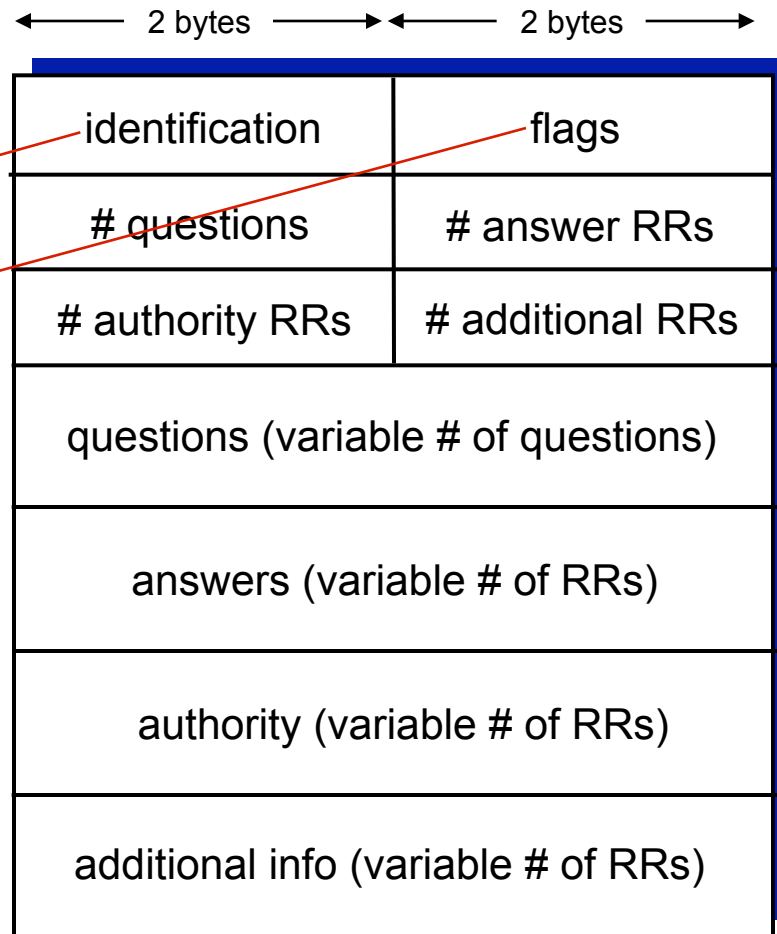 2 bytes 2 bytes
identification flags
# questions # answer RRs
# authority RRs # additional RRs
questions (variable # of questions)
answers (variable # of RRs)
authority (variable # of RRs)
additional info (variable # of RRs)